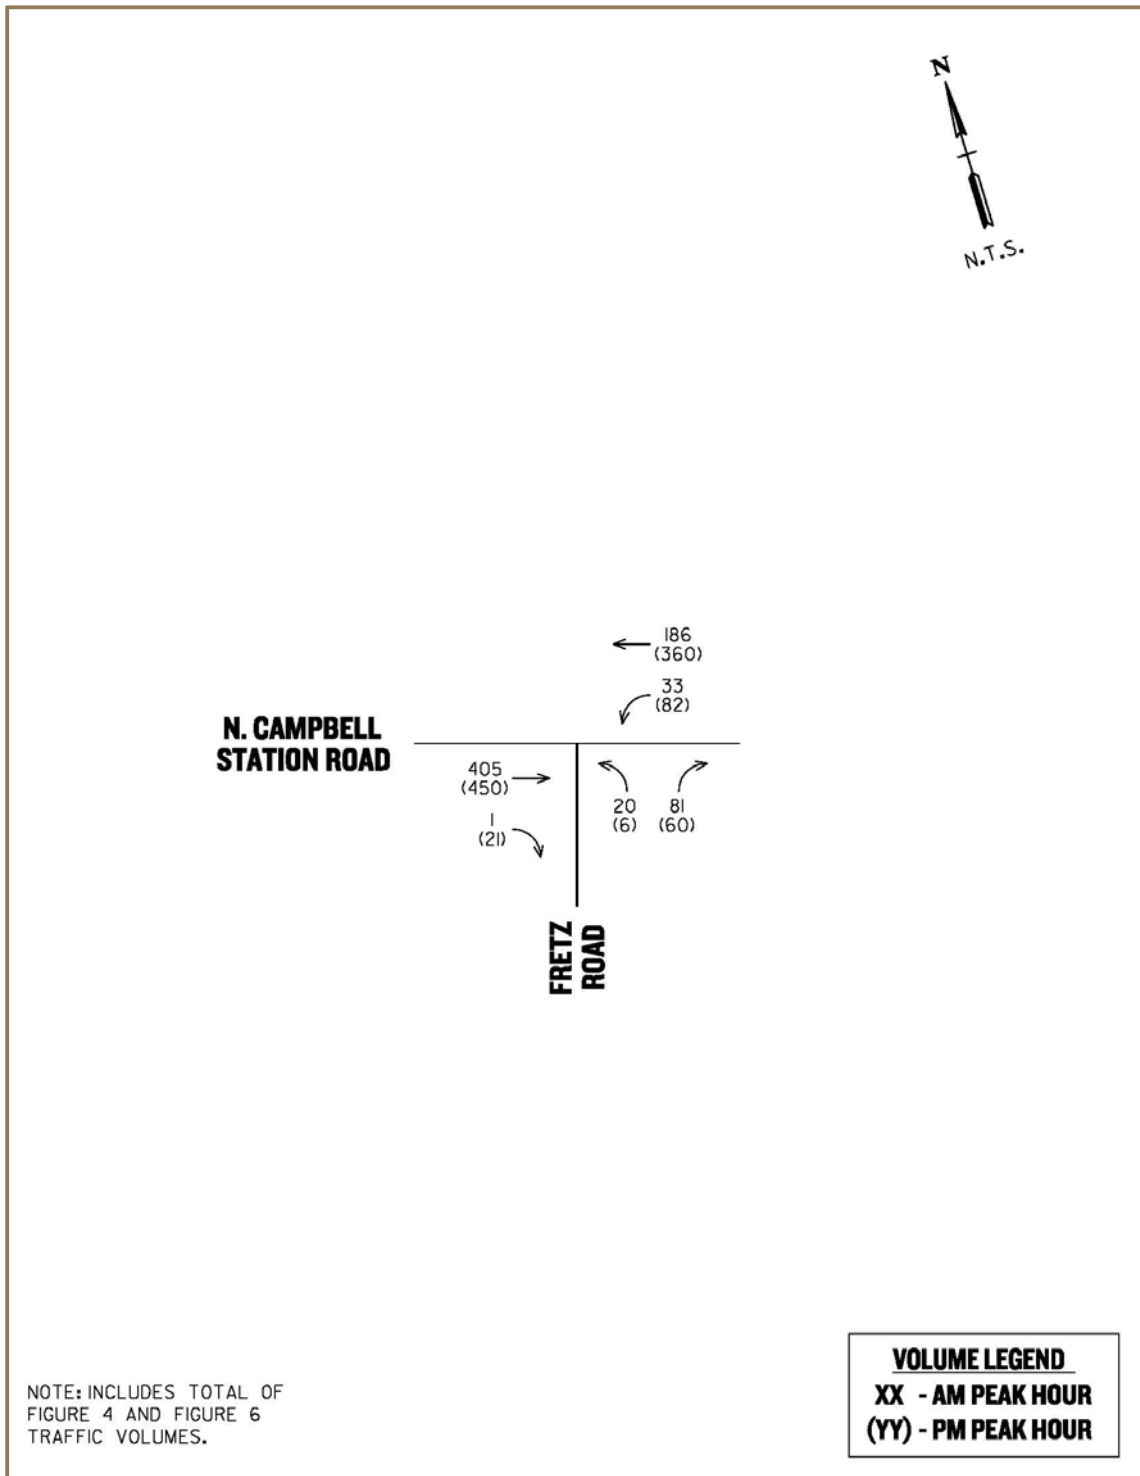 N
N.T.S.
186
(360)
33
(82)
N. CAMPBELL
STATION ROAD
405
(450)
1
(21)
20
(6)
81
(60)
FRETZ
ROAD
NOTE: INCLUDES TOTAL OF
FIGURE 4 AND FIGURE 6
TRAFFIC VOLUMES.
VOLUME LEGEND
XX - AM PEAK HOUR
(YY) - PM PEAK HOUR